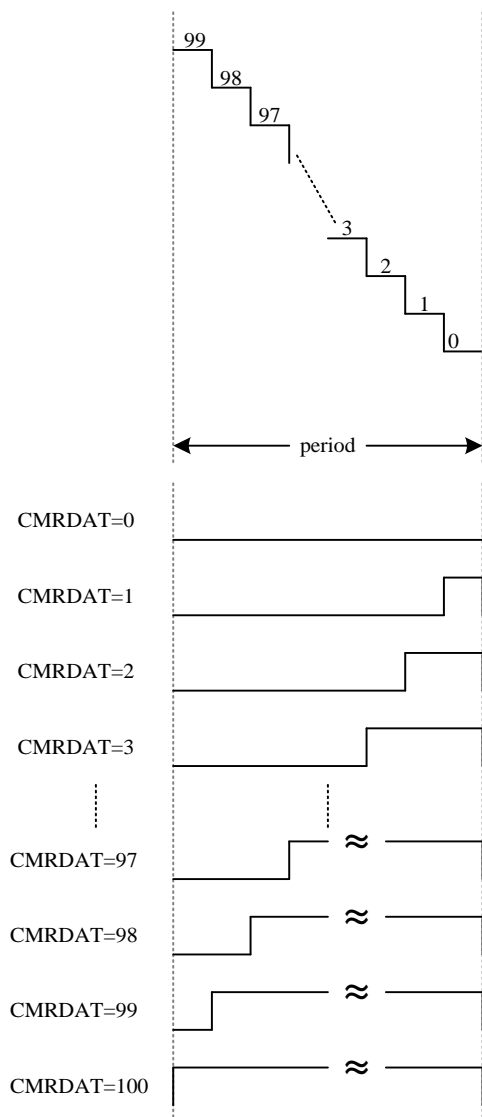 99
98
97
3
2
1
0
period
CMRDAT=0
CMRDAT=1
CMRDAT=2
CMRDAT=3
≈
CMRDAT=97
≈
CMRDAT=98
≈
CMRDAT=99
≈
CMRDAT=100